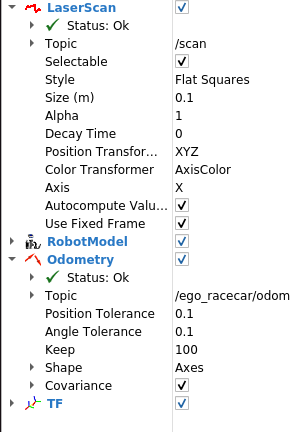 LaserScan
Status: Ok
Topic /scan
Selectable
Style Flat Squares
Size (m) 0.1
Alpha 1
Decay Time 0
Position Transfor... XYZ
Color Transformer AxisColor
Axis X
Autocompute Valu...
Use Fixed Frame
RobotModel
Odometry
Status: Ok
Topic /ego_racecar/odom
Position Tolerance 0.1
Angle Tolerance 0.1
Keep 100
Shape Axes
Covariance
TF